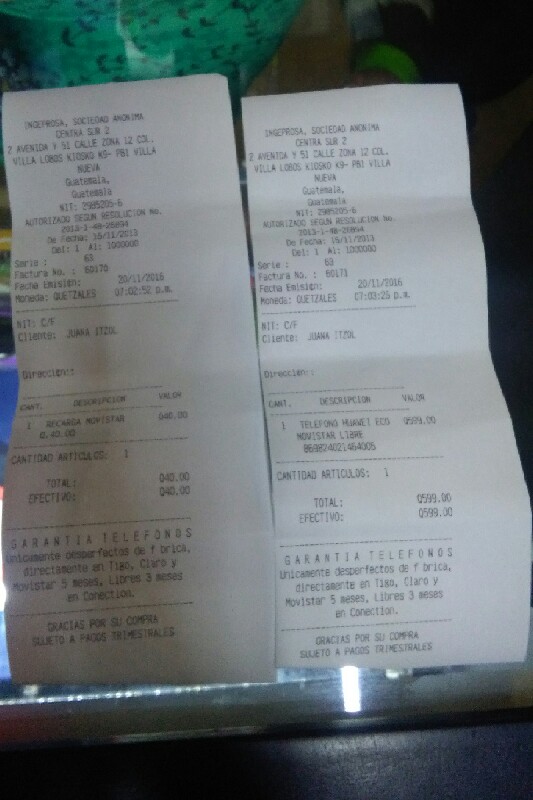 INGEPROSA, SOCIEDAD ANONIMA
CENTRA SUR 2
2 AVENIDA Y 51 CALLE ZONA 12 COL.
VILLA LOBOS KIOSKO K9- PBI VILLA
NUEVA
Guatemala,
Guatemala
NIT: 2985205-6
AUTORIZADO SEGUN RESOLUCION No.
2013-1-48-26894
De Fecha: 15/11/2013
Del: 1 Al: 1000000
Serie : 63
Factura No. : 60170
Fecha Emision: 20/11/2016
Moneda: QUETZALES 07:02:52 p.m.
NIT: C/F
Cliente: JUANA ITZOL
Direccion:
CANT. DESCRIPCION VALOR
1 RECARGA MOVISTAR Q40.00
Q.40.00
CANTIDAD ARTICULOS: 1
TOTAL: Q40.00
EFECTIVO: Q40.00
GARANTIA TELEFONOS
Unicamente desperfectos de f brica,
directamente en Tigo, Claro y
Movistar 5 meses, Libres 3 meses
en Conection.
GRACIAS POR SU COMPRA
SUJETO A PAGOS TRIMESTRALES
INGEPROSA, SOCIEDAD ANONIMA
CENTRA SUR 2
2 AVENIDA Y 51 CALLE ZONA 12 COL.
VILLA LOBOS KIOSKO K9- PBI VILLA
NUEVA
Guatemala,
Guatemala
NIT: 2985205-6
AUTORIZADO SEGUN RESOLUCION No.
2013-1-48-26894
De Fecha: 15/11/2013
Del: 1 Al: 1000000
Serie : 63
Factura No. : 60171
Fecha Emision: 20/11/2016
Moneda: QUETZALES 07:03:25 p.m.
NIT: C/F
Cliente: JUANA ITZOL
Direccion:
CANT. DESCRIPCION VALOR
1 TELEFONO HUAWEI ECO Q599.00
MOVISTAR LIBRE
869824021464005
CANTIDAD ARTICULOS: 1
TOTAL: Q599.00
EFECTIVO: Q599.00
GARANTIA TELEFONOS
Unicamente desperfectos de f brica,
directamente en Tigo, Claro y
Movistar 5 meses, Libres 3 meses
en Conection.
GRACIAS POR SU COMPRA
SUJETO A PAGOS TRIMESTRALES